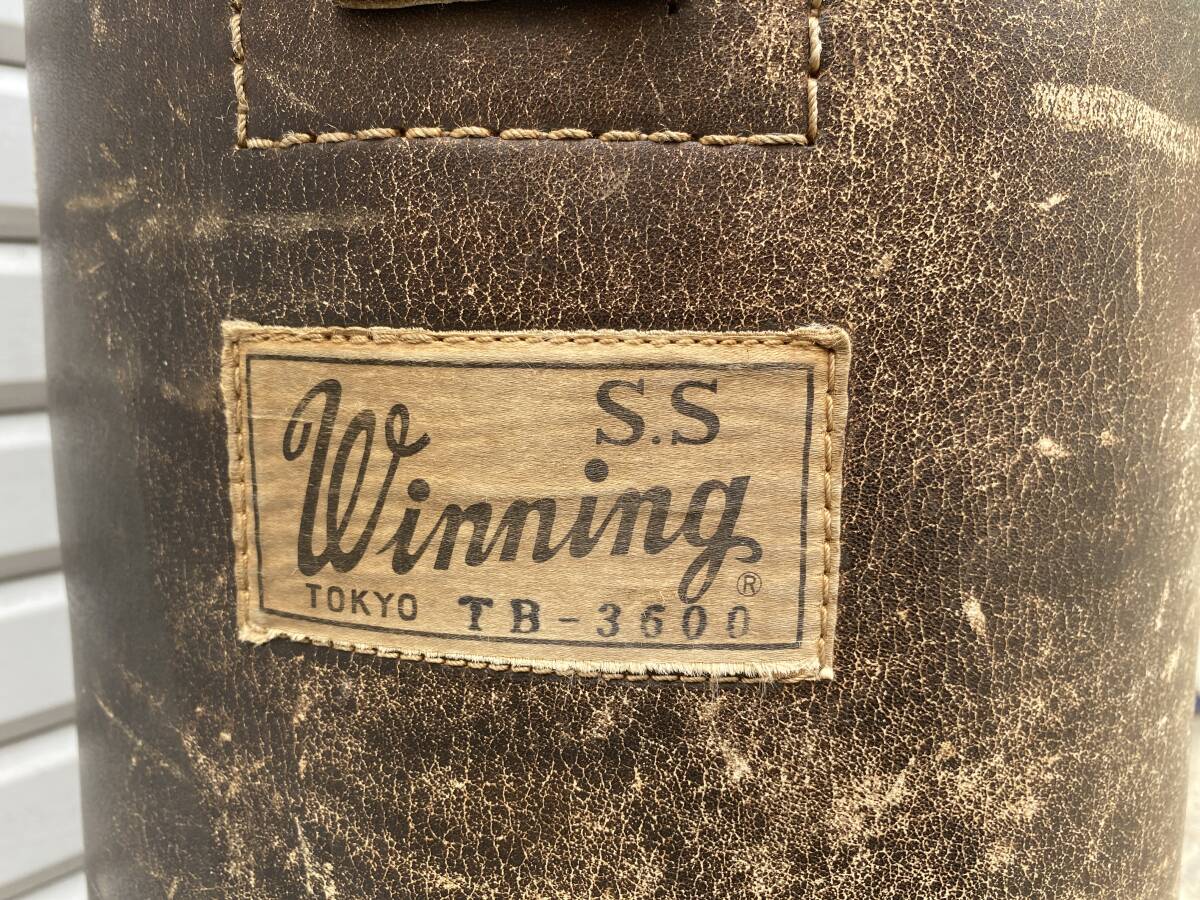 S.S
Winning
®
TOKYO TB-3600